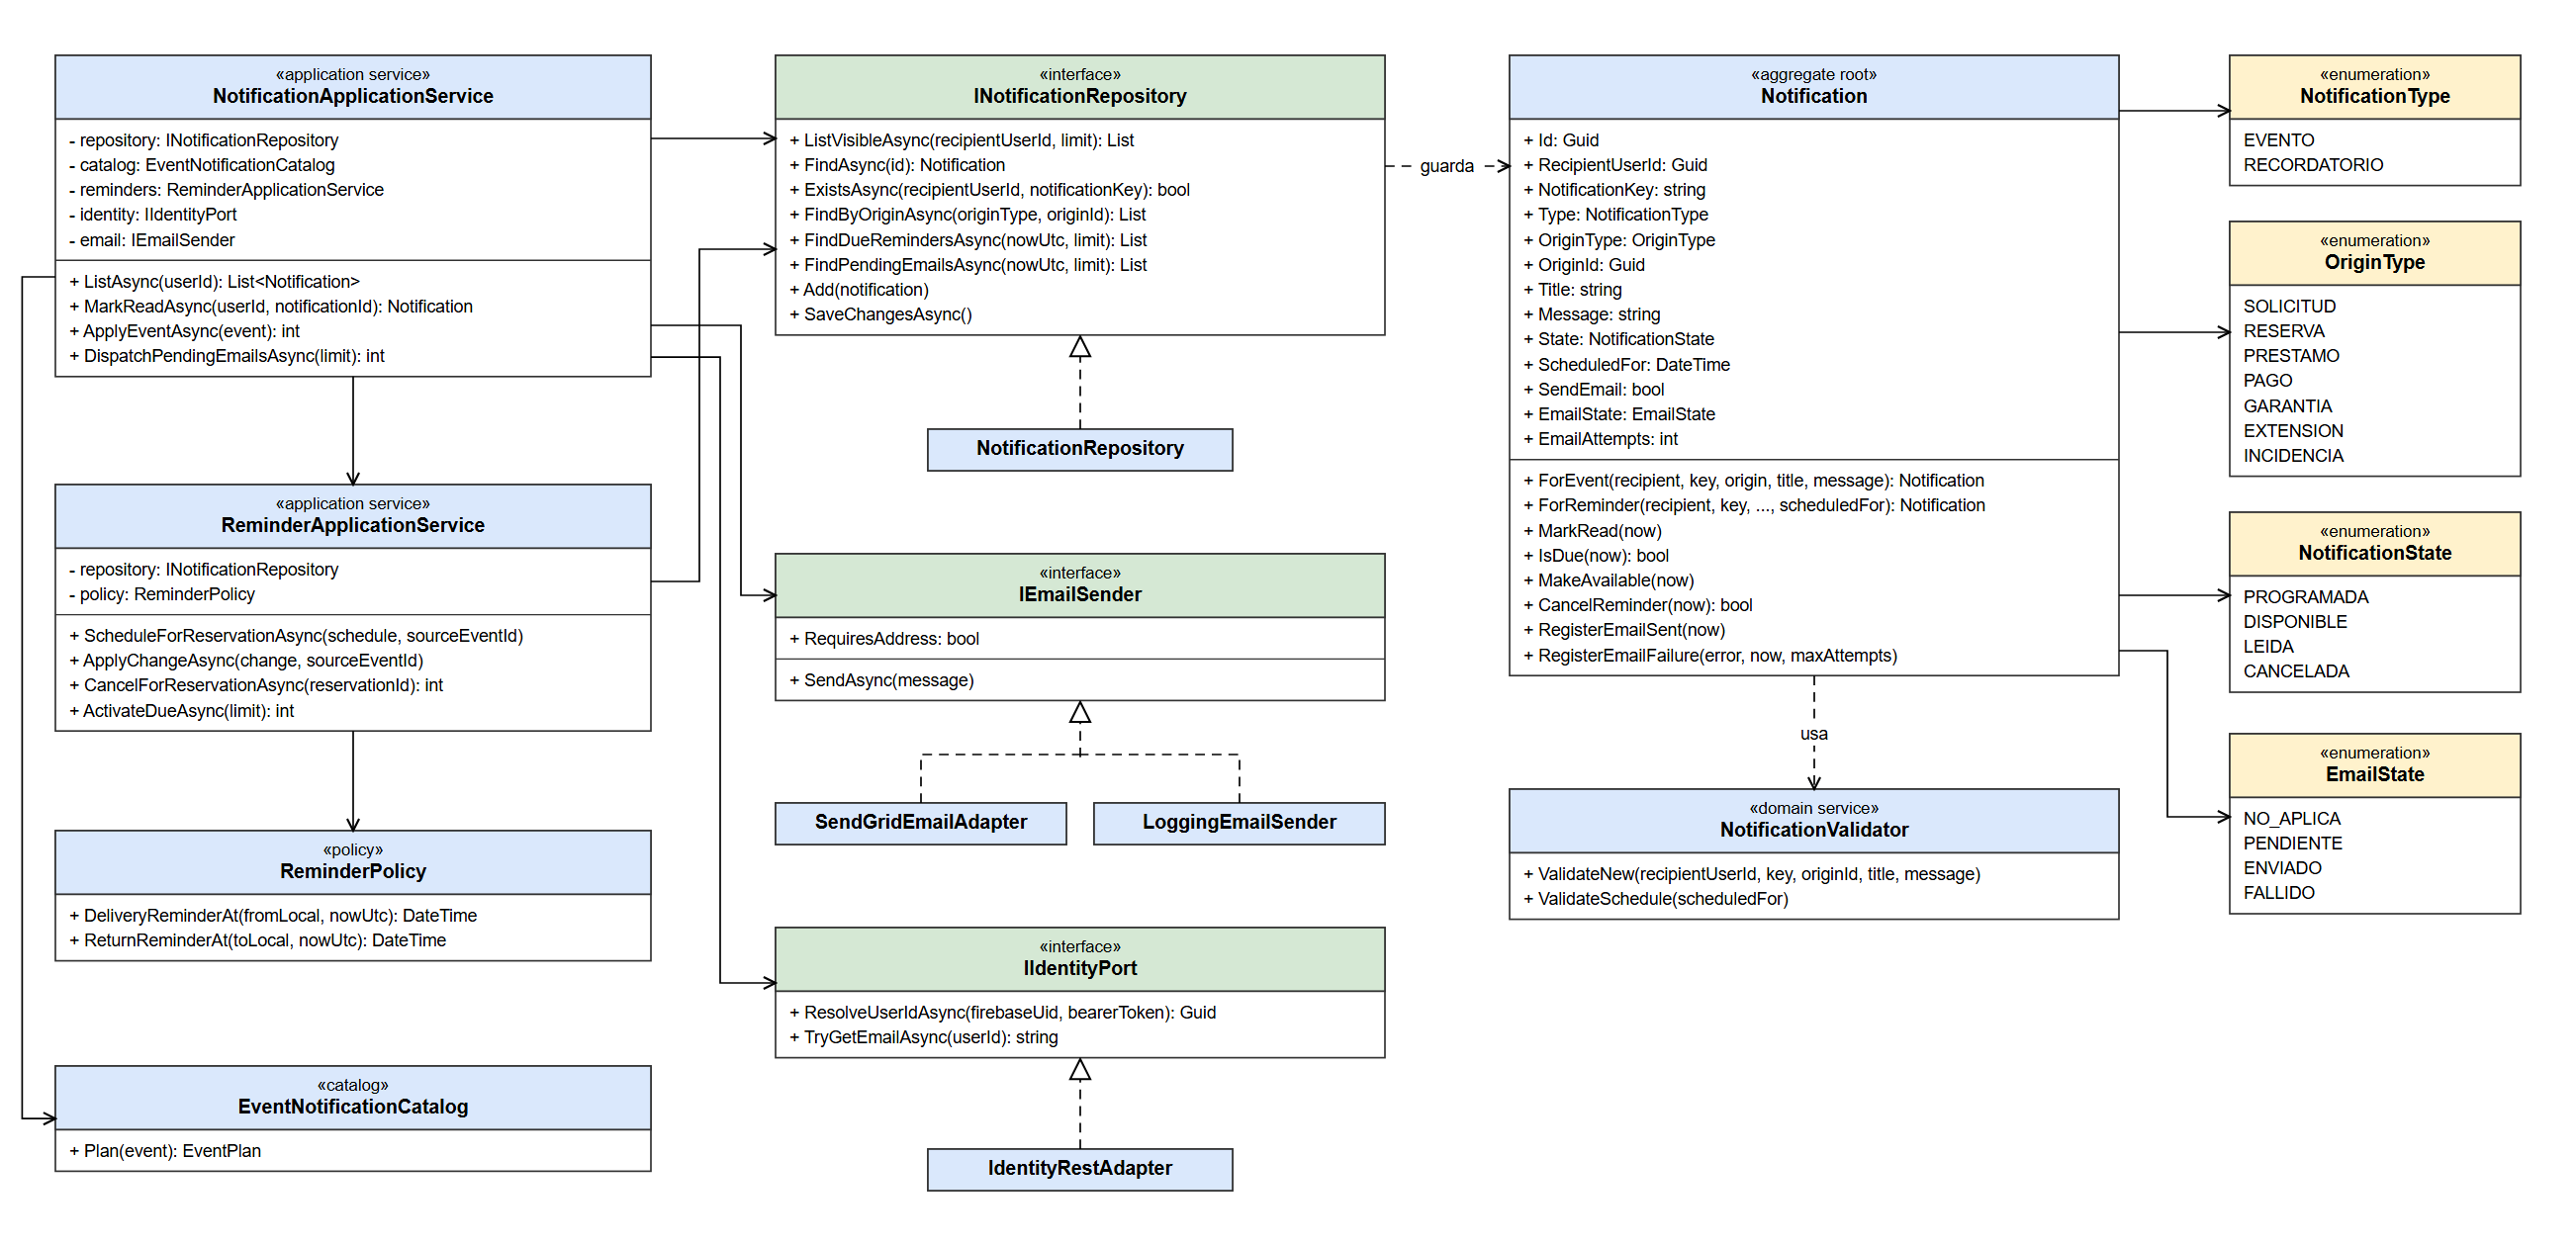 «application service»
NotificationApplicationService
- repository: INotificationRepository
- catalog: EventNotificationCatalog
- reminders: ReminderApplicationService
- identity: IIdentityPort
- email: IEmailSender
+ ListAsync(userId): List<Notification>
+ MarkReadAsync(userId, notificationId): Notification
+ ApplyEventAsync(event): int
+ DispatchPendingEmailsAsync(limit): int
«application service»
ReminderApplicationService
- repository: INotificationRepository
- policy: ReminderPolicy
+ ScheduleForReservationAsync(schedule, sourceEventId)
+ ApplyChangeAsync(change, sourceEventId)
+ CancelForReservationAsync(reservationId): int
+ ActivateDueAsync(limit): int
«policy»
ReminderPolicy
+ DeliveryReminderAt(fromLocal, nowUtc): DateTime
+ ReturnReminderAt(toLocal, nowUtc): DateTime
«catalog»
EventNotificationCatalog
+ Plan(event): EventPlan
«interface»
INotificationRepository
+ ListVisibleAsync(recipientUserId, limit): List
+ FindAsync(id): Notification
+ ExistsAsync(recipientUserId, notificationKey): bool
+ FindByOriginAsync(originType, originId): List
+ FindDueRemindersAsync(nowUtc, limit): List
+ FindPendingEmailsAsync(nowUtc, limit): List
+ Add(notification)
+ SaveChangesAsync()
NotificationRepository
«interface»
IEmailSender
+ RequiresAddress: bool
+ SendAsync(message)
SendGridEmailAdapter
LoggingEmailSender
«interface»
IIdentityPort
+ ResolveUserIdAsync(firebaseUid, bearerToken): Guid
+ TryGetEmailAsync(userId): string
IdentityRestAdapter
guarda
«aggregate root»
Notification
+ Id: Guid
+ RecipientUserId: Guid
+ NotificationKey: string
+ Type: NotificationType
+ OriginType: OriginType
+ OriginId: Guid
+ Title: string
+ Message: string
+ State: NotificationState
+ ScheduledFor: DateTime
+ SendEmail: bool
+ EmailState: EmailState
+ EmailAttempts: int
+ ForEvent(recipient, key, origin, title, message): Notification
+ ForReminder(recipient, key, ..., scheduledFor): Notification
+ MarkRead(now)
+ IsDue(now): bool
+ MakeAvailable(now)
+ CancelReminder(now): bool
+ RegisterEmailSent(now)
+ RegisterEmailFailure(error, now, maxAttempts)
usa
«domain service»
NotificationValidator
+ ValidateNew(recipientUserId, key, originId, title, message)
+ ValidateSchedule(scheduledFor)
«enumeration»
NotificationType
EVENTO
RECORDATORIO
«enumeration»
OriginType
SOLICITUD
RESERVA
PRESTAMO
PAGO
GARANTIA
EXTENSION
INCIDENCIA
«enumeration»
NotificationState
PROGRAMADA
DISPONIBLE
LEIDA
CANCELADA
«enumeration»
EmailState
NO_APLICA
PENDIENTE
ENVIADO
FALLIDO